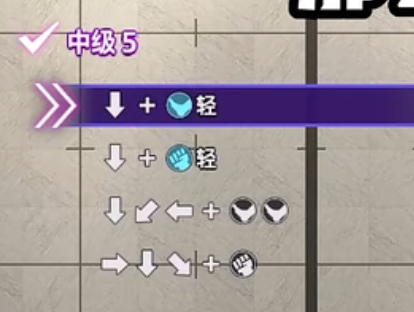 中级 5
⬇ + 轻
⬇ + 轻
⬇ ↙ ⬅ +
➡ ⬇ ↘ +